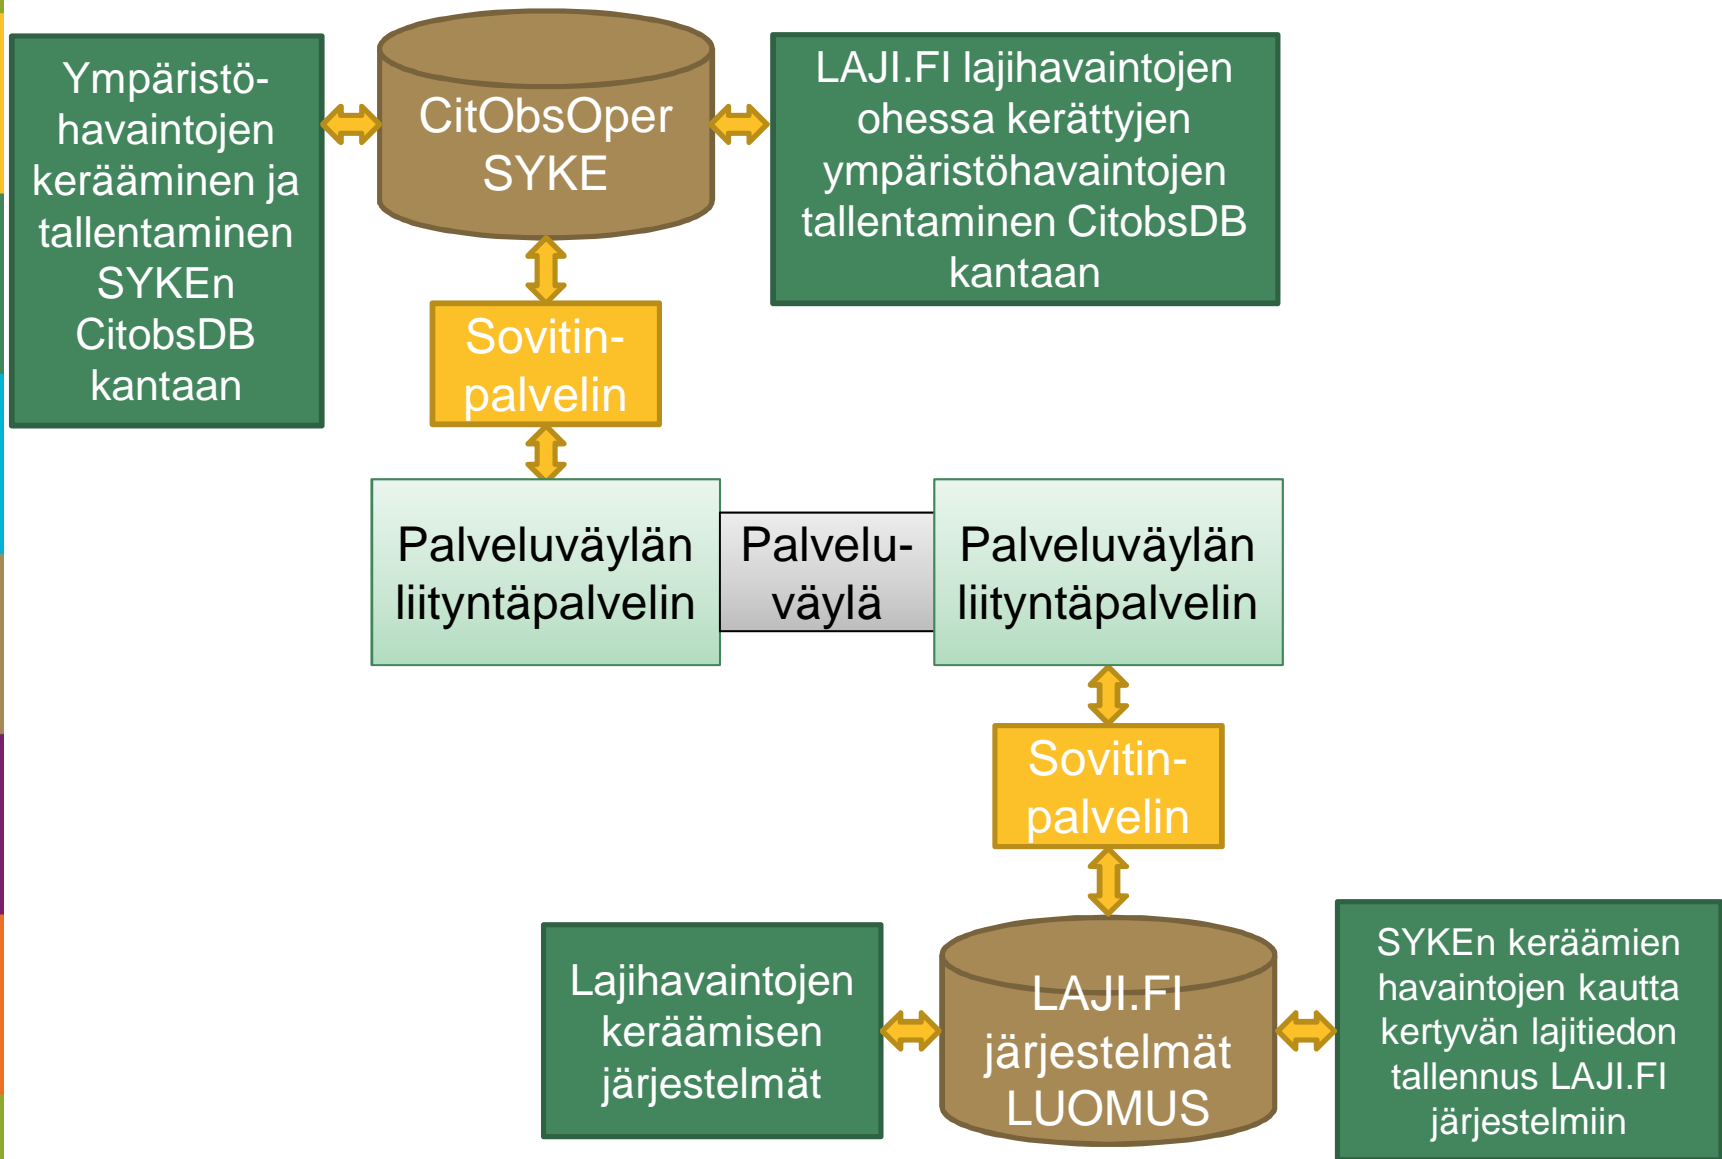 Ympäristö-
havaintojen
kerääminen ja
tallentaminen
SYKEn
CitobsDB
kantaan
CitObsOper
SYKE
LAJI.FI lajihavaintojen
ohessa kerättyjen
ympäristöhavaintojen
tallentaminen CitobsDB
kantaan
Sovitin-
palvelin
Palveluväylän
liityntäpalvelin
Palvelu-
väylä
Palveluväylän
liityntäpalvelin
Sovitin-
palvelin
Lajihavaintojen
keräämisen
järjestelmät
LAJI.FI
järjestelmät
LUOMUS
SYKEn keräämien
havaintojen kautta
kertyvän lajitiedon
tallennus LAJI.FI
järjestelmiin